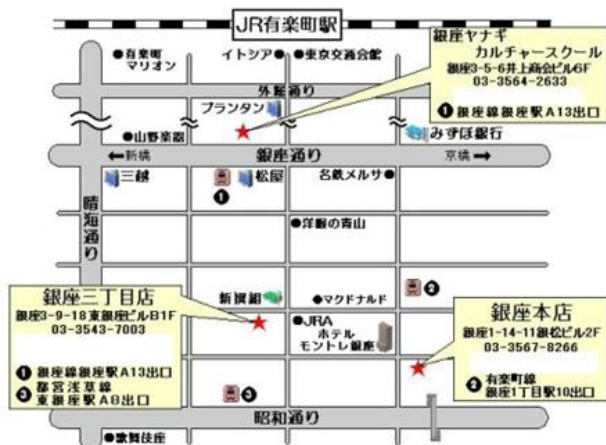 JR有楽町駅
●有楽町
マリオン
イトシア●
●東京交通会館
外堀通り
プランタン
銀座ヤナギ
カルチャースクール
銀座3-5-6井上商会ビル6F
03-3564-2633
❶銀座線銀座駅A13出口
●山野楽器
みずほ銀行
←新橋
銀座通り
京橋→
三越
松屋
名鉄メルサ●
❶
晴海通り
●洋服の青山
❷
銀座三丁目店
銀座3-9-18東銀座ビルB1F
03-3543-7003
❶銀座線銀座駅A13出口
❸都営浅草線
東銀座駅A8出口
新撰組
●マクドナルド
●JRA
ホテル
モントレ銀座
銀座本店
銀座1-14-11銀松ビル2F
03-3567-8266
❷有楽町線
銀座1丁目駅10出口
❸
昭和通り
●歌舞伎座